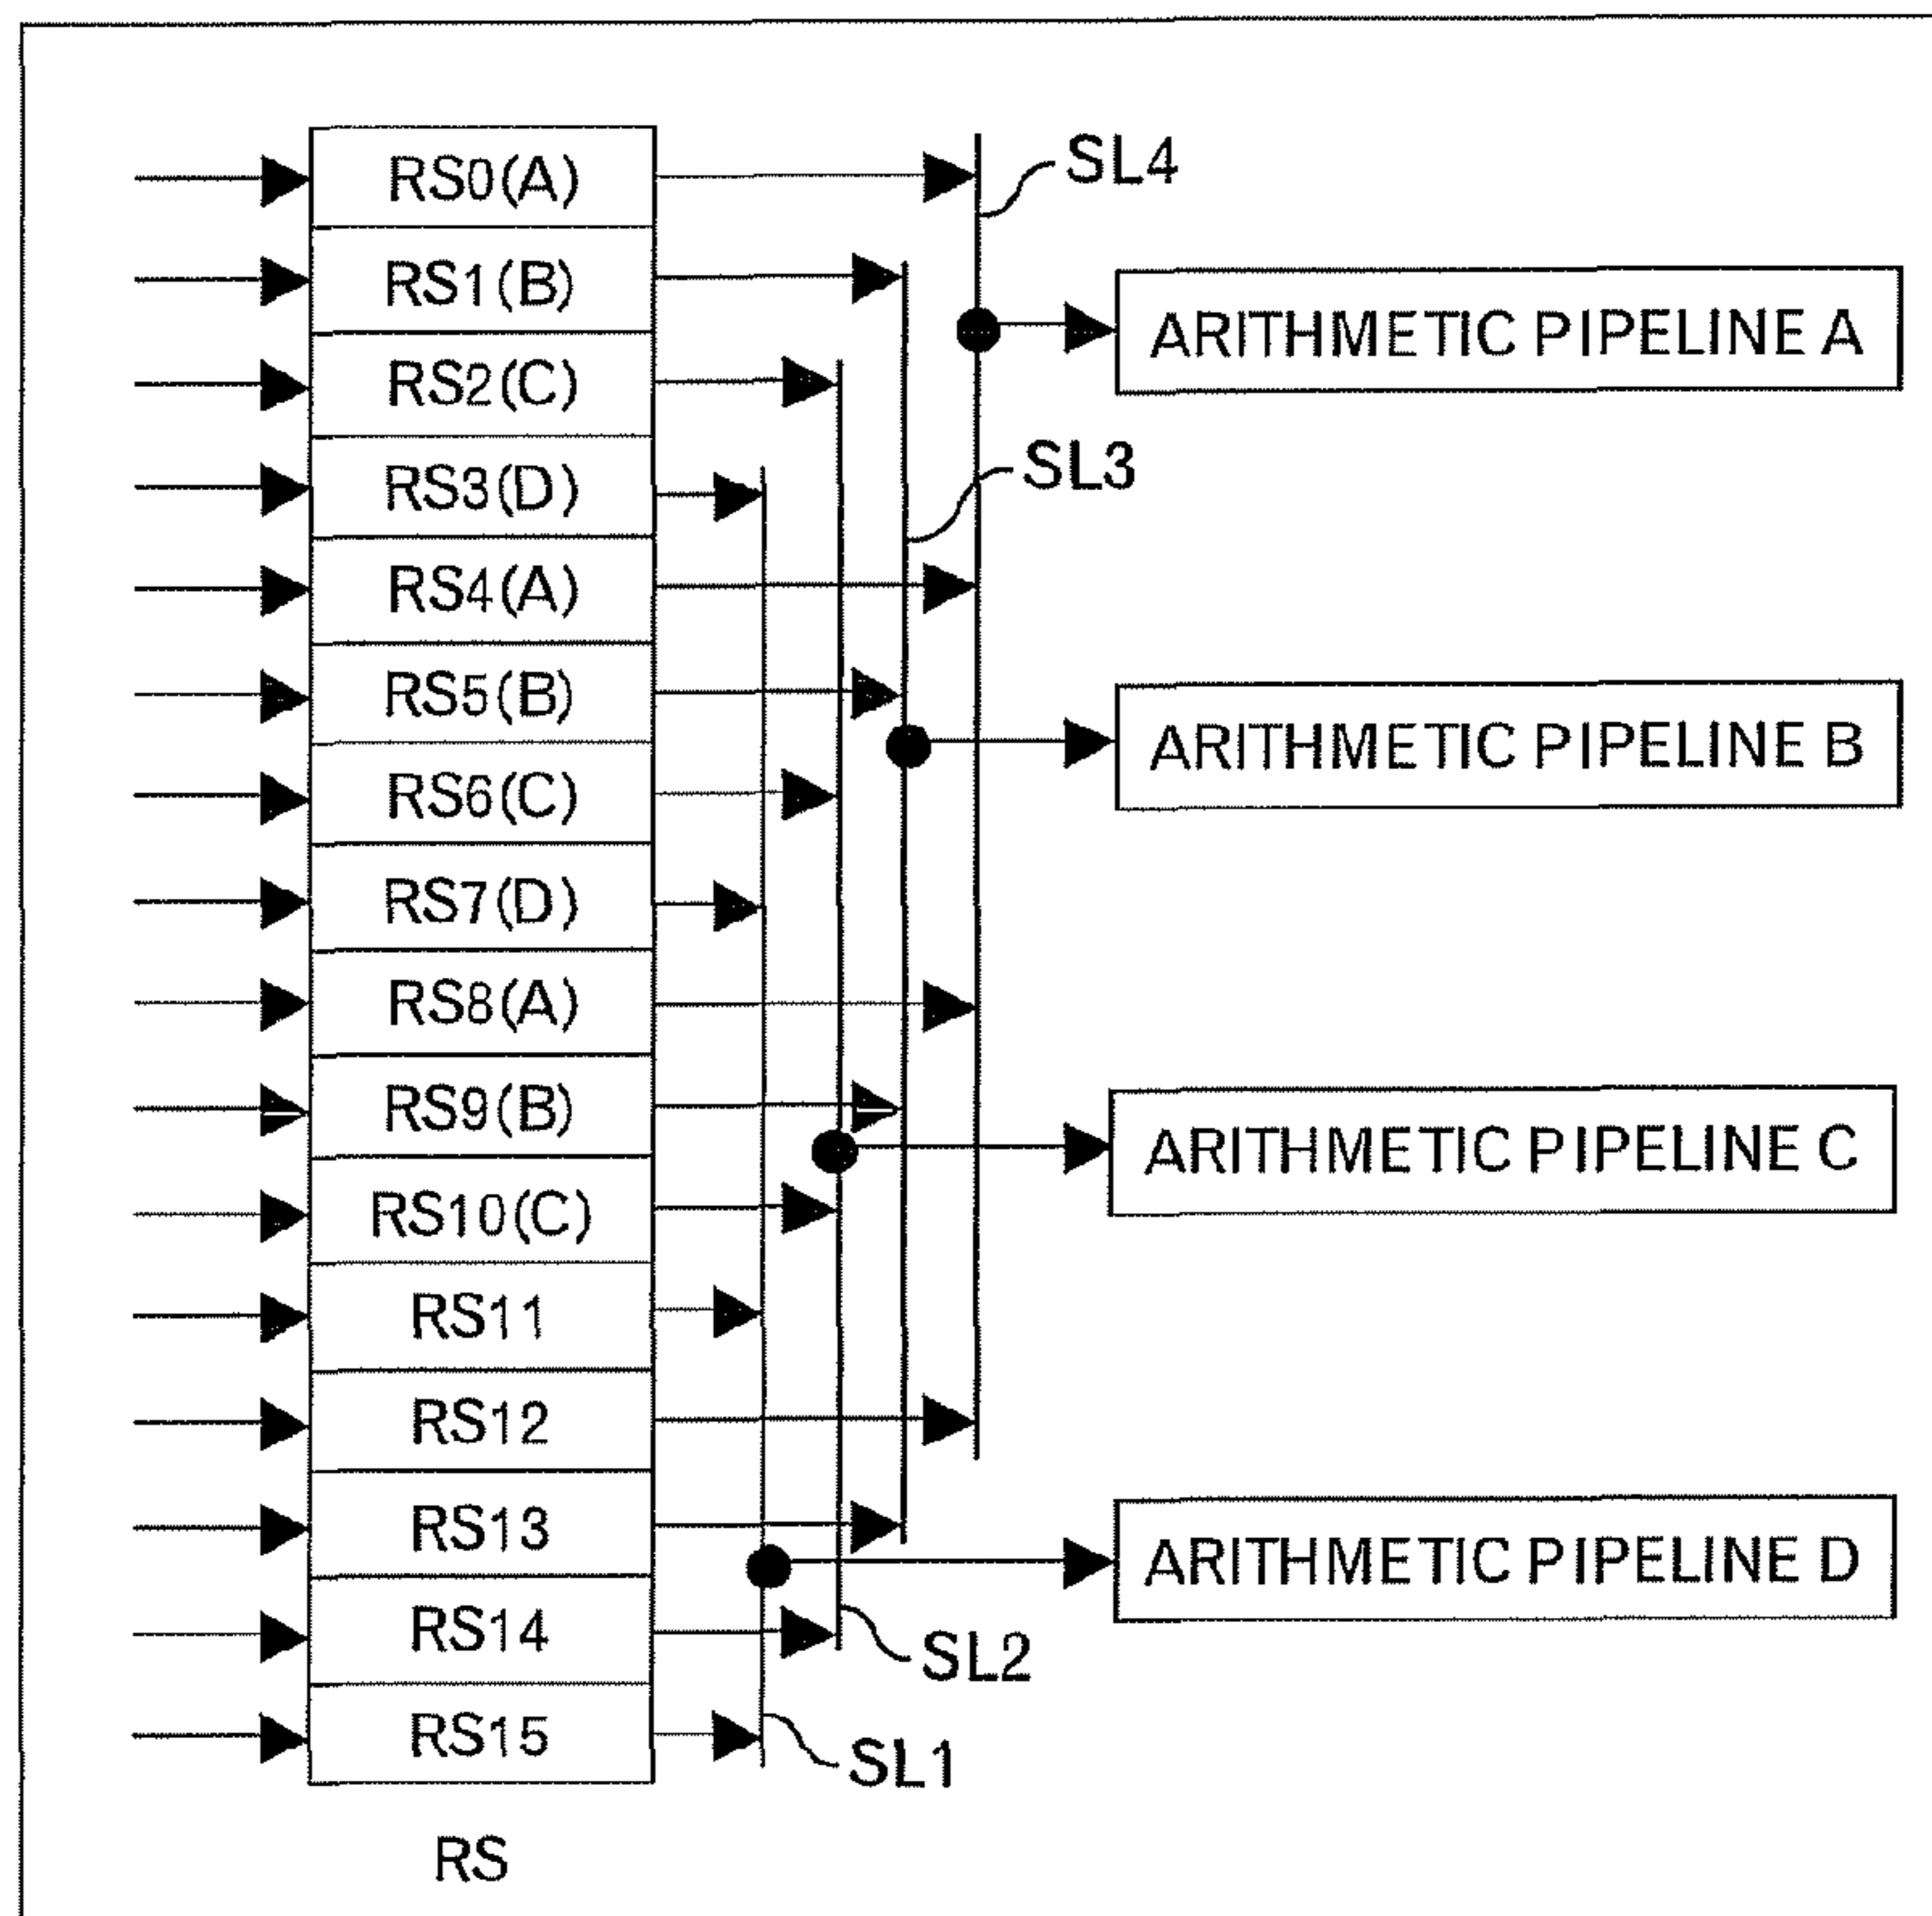 RS0(A)
RS1(B)
RS2(C)
RS3(D)
RS4(A)
RS5(B)
RS6(C)
RS7(D)
RS8(A)
RS9(B)
RS10(C)
RS11
RS12
RS13
RS14
RS15
RS
SL4
SL3
SL2
SL1
ARITHMETIC PIPELINE A
ARITHMETIC PIPELINE B
ARITHMETIC PIPELINE C
ARITHMETIC PIPELINE D